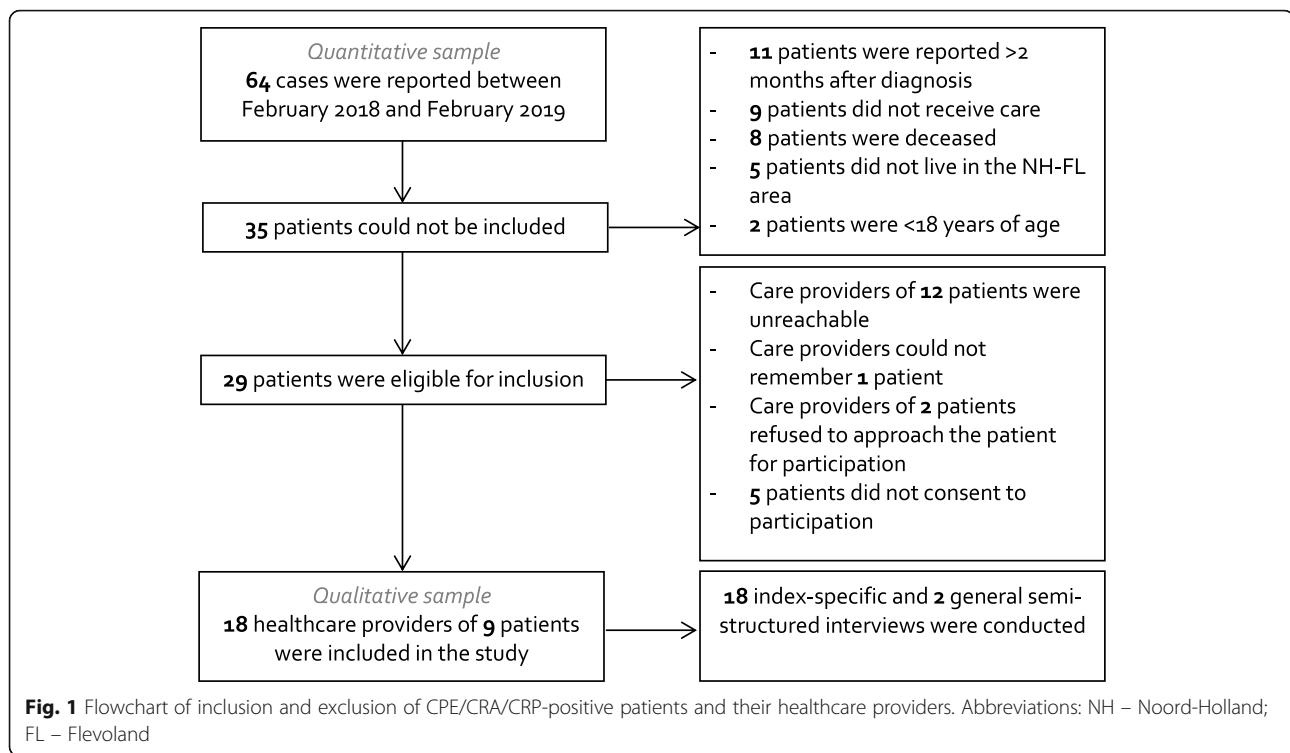 Quantitative sample
64 cases were reported between
February 2018 and February 2019
- 11 patients were reported >2
months after diagnosis
- 9 patients did not receive care
- 8 patients were deceased
- 5 patients did not live in the NH-FL
area
- 2 patients were <18 years of age
35 patients could not be included
- Care providers of 12 patients were
unreachable
- Care providers could not
remember 1 patient
- Care providers of 2 patients
refused to approach the patient
for participation
- 5 patients did not consent to
participation
29 patients were eligible for inclusion
Qualitative sample
18 healthcare providers of 9 patients
were included in the study
18 index-specific and 2 general semi-
structured interviews were conducted
Fig. 1 Flowchart of inclusion and exclusion of CPE/CRA/CRP-positive patients and their healthcare providers. Abbreviations: NH – Noord-Holland;
FL – Flevoland